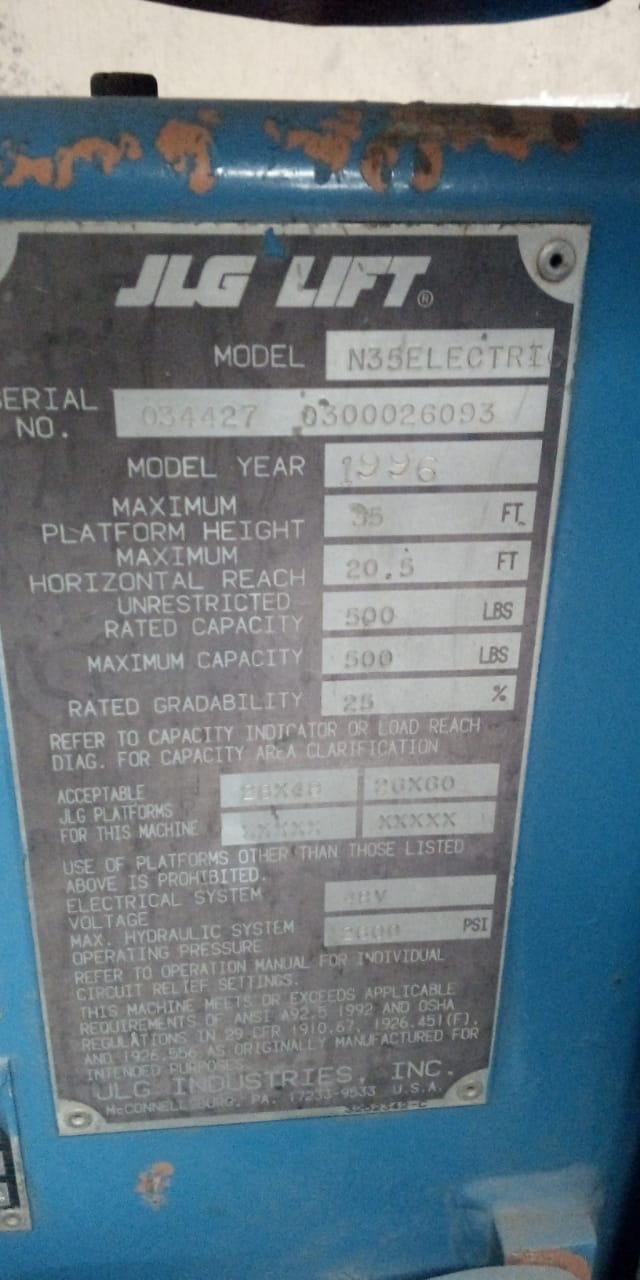 JLG LIFT®
MODEL N35ELECTRIC
SERIAL NO. 034427 0300026093
MODEL YEAR 1996
MAXIMUM PLATFORM HEIGHT 35 FT
MAXIMUM HORIZONTAL REACH 20.5 FT
UNRESTRICTED RATED CAPACITY 500 LBS
MAXIMUM CAPACITY 500 LBS
RATED GRADABILITY 25 %
REFER TO CAPACITY INDICATOR OR LOAD REACH
DIAG. FOR CAPACITY AREA CLARIFICATION
ACCEPTABLE
JLG PLATFORMS
FOR THIS MACHINE
XXXXX XXXXX
USE OF PLATFORMS OTHER THAN THOSE LISTED
ABOVE IS PROHIBITED.
ELECTRICAL SYSTEM
VOLTAGE 48V
MAX. HYDRAULIC SYSTEM
OPERATING PRESSURE PSI
REFER TO OPERATION MANUAL FOR INDIVIDUAL
CIRCUIT RELIEF SETTINGS.
THIS MACHINE MEETS OR EXCEEDS APPLICABLE
REQUIREMENTS OF ANSI A92.5 1992 AND OSHA
REGULATIONS IN 29 CFR 1910.67, 1926.451(F),
AND 1926.556 AS ORIGINALLY MANUFACTURED FOR
INTENDED PURPOSES.
JLG INDUSTRIES, INC.
McCONNELLSBURG, PA. 17233-9533 U.S.A.